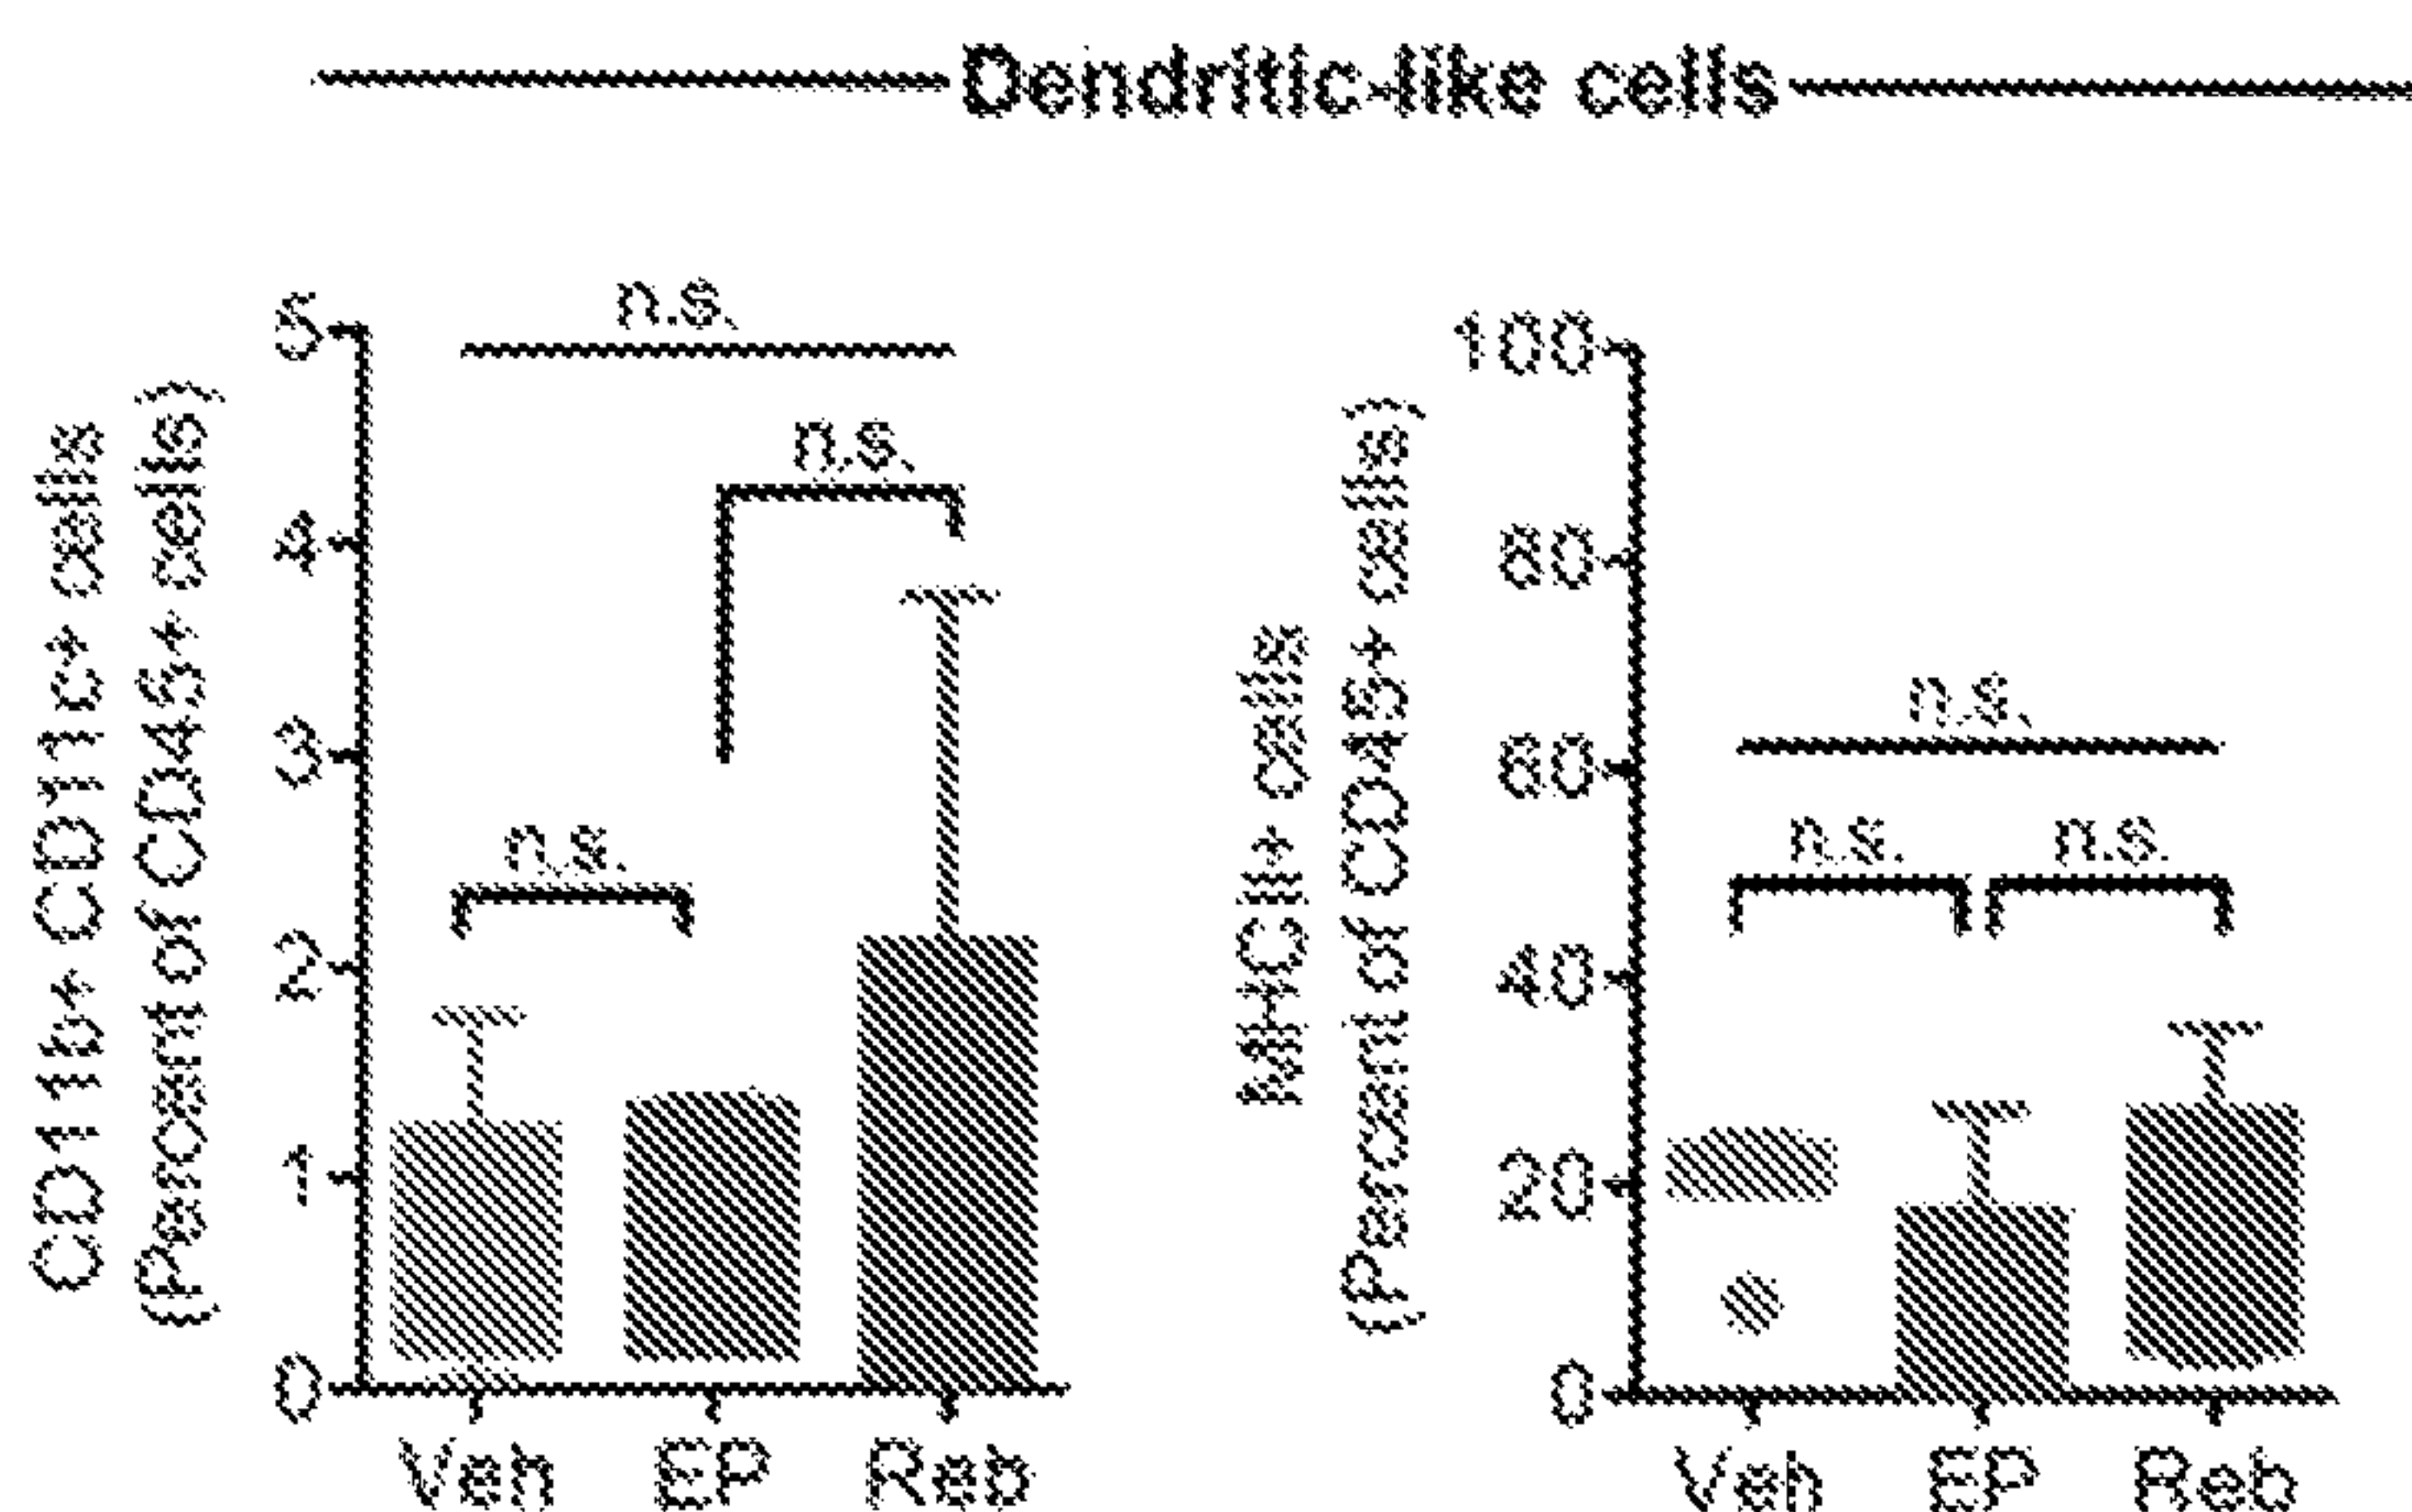 Dendritic-like cells
CD11b+ CD11c+ cells
(Percent of CD45+ cells)
5
4
3
2
1
0
n.s.
n.s.
n.s.
Veh EP Reb
MHCII+ cells
(Percent of CD45+ cells)
100
80
60
40
20
0
n.s.
n.s. n.s.
Veh EP Reb